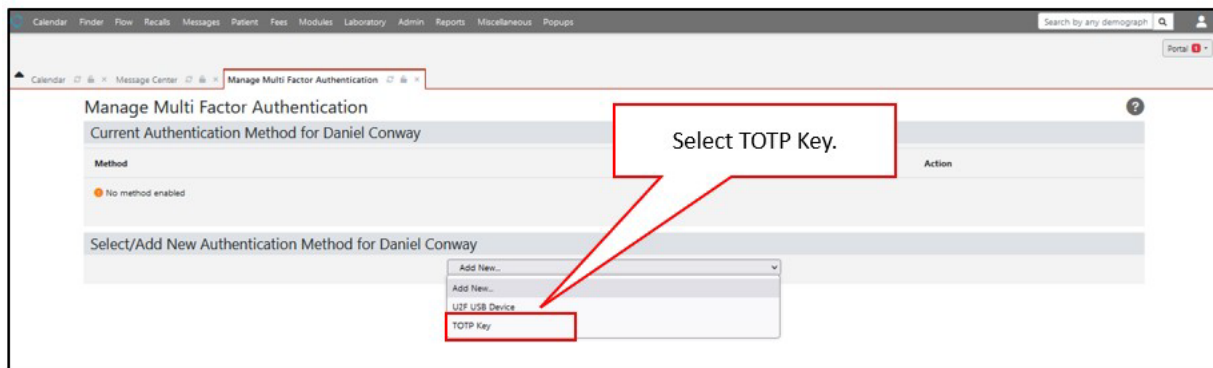 Calendar Finder Flow Recalls Messages Patient Fees Modules Laboratory Admin Reports Miscellaneous Popups Search by any demograph
Portal 1
Calendar Message Center Manage Multi Factor Authentication
Manage Multi Factor Authentication
Current Authentication Method for Daniel Conway
Select TOTP Key.
Method Action
No method enabled
Select/Add New Authentication Method for Daniel Conway
Add New...
Add New...
U2F USB Device
TOTP Key